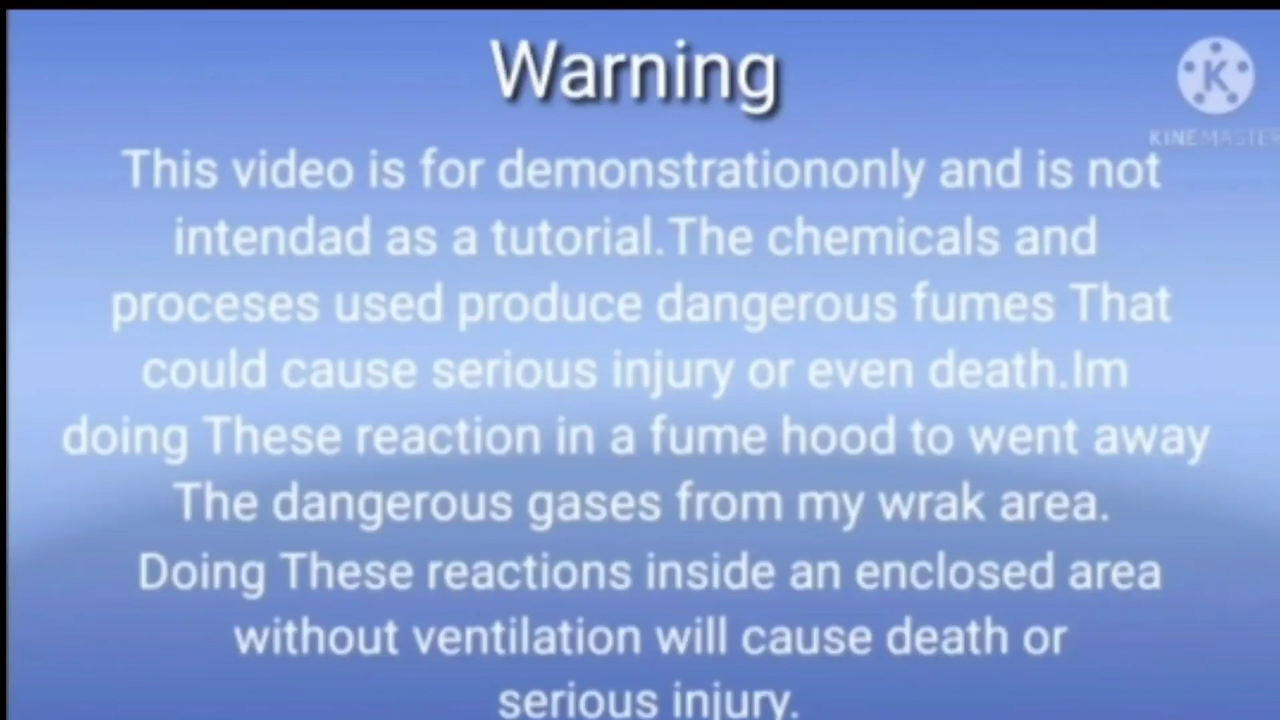 Warning
K
KINEMASTER
This video is for demonstrationonly and is not
intendad as a tutorial.The chemicals and
proceses used produce dangerous fumes That
could cause serious injury or even death.Im
doing These reaction in a fume hood to went away
The dangerous gases from my wrak area.
Doing These reactions inside an enclosed area
without ventilation will cause death or
serious injury.